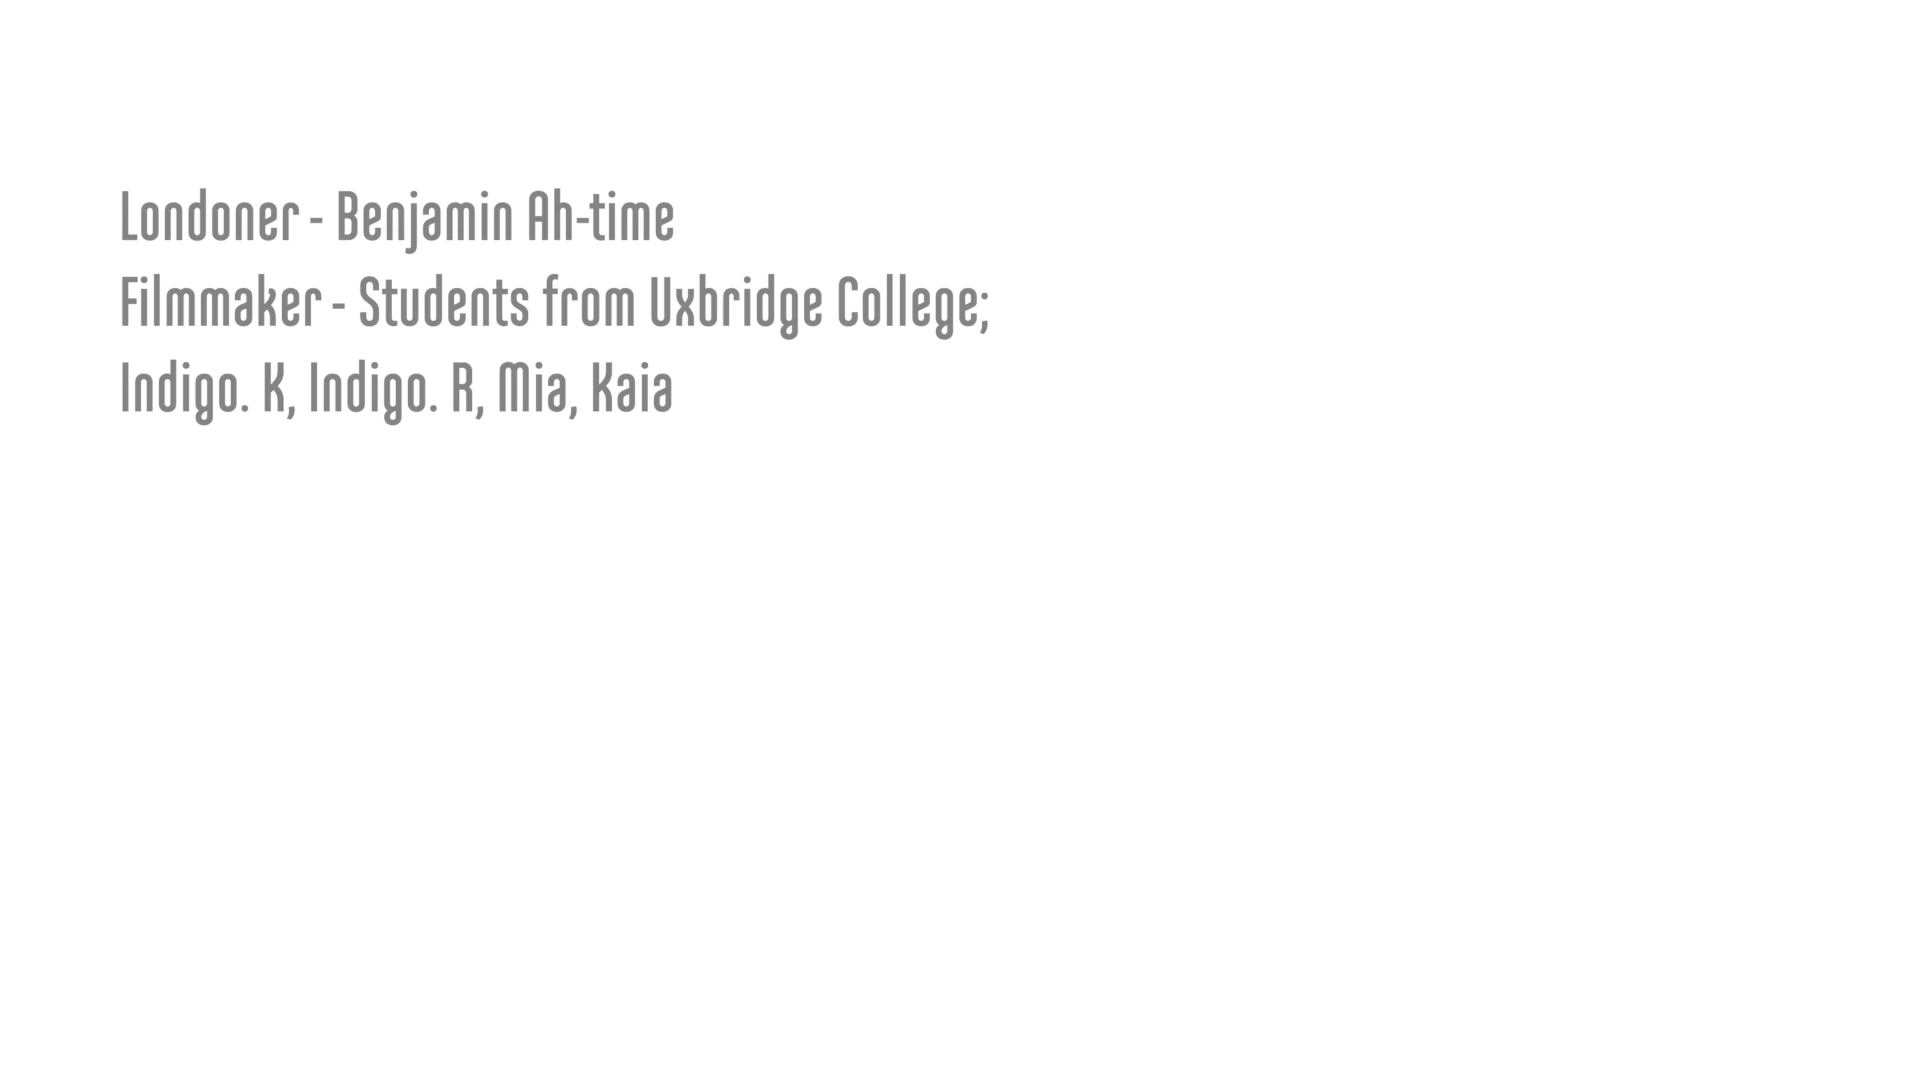 Londoner - Benjamin Ah-time
Filmmaker - Students from Uxbridge College;
Indigo. K, Indigo. R, Mia, Kaia